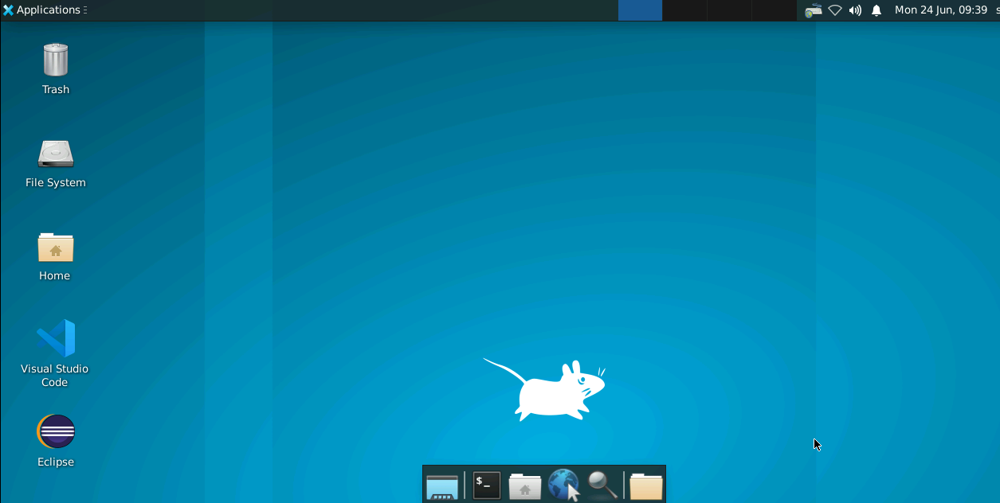 Applications
Mon 24 Jun, 09:39
Trash
File System
Home
Visual Studio
Code
Eclipse
$_